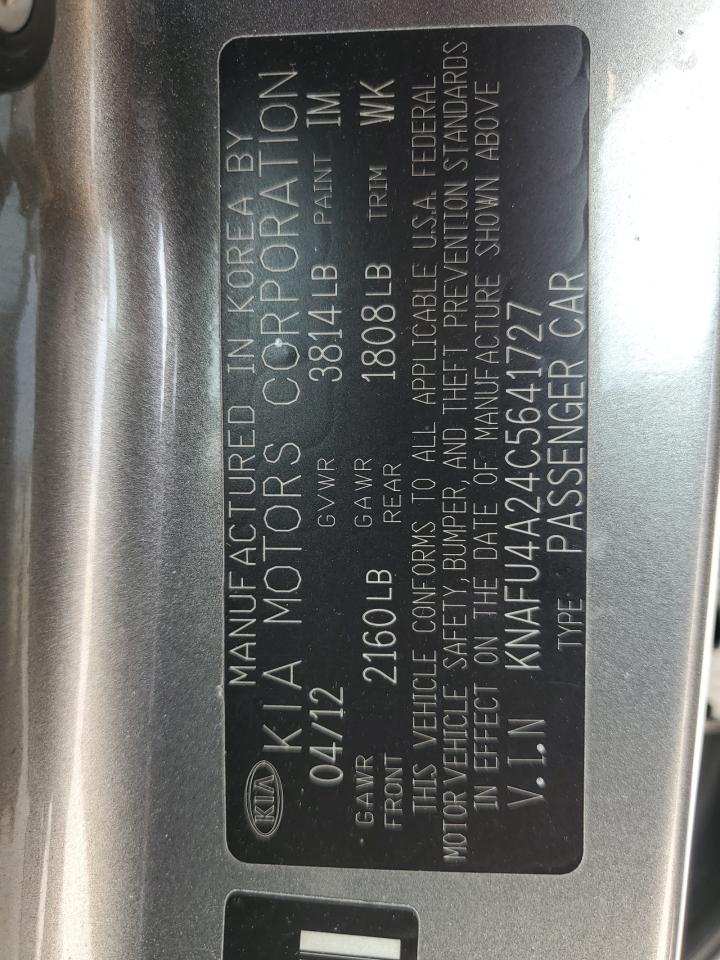 MANUFACTURED IN KOREA BY
KIA KIA MOTORS CORPORATION
04/12 GVWR 3814LB PAINT IM
GAWR FRONT 2160LB GAWR REAR 1808LB TRIM WK
THIS VEHICLE CONFORMS TO ALL APPLICABLE U.S.A. FEDERAL
MOTOR VEHICLE SAFETY, BUMPER, AND THEFT PREVENTION STANDARDS
IN EFFECT ON THE DATE OF MANUFACTURE SHOWN ABOVE
V.I.N KNAFU4A24C5641727
TYPE PASSENGER CAR